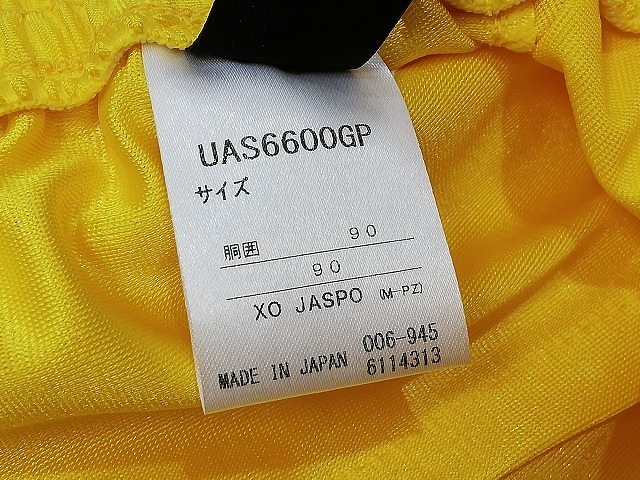 UAS6600GP
サイズ
胴囲 90
90
XO JASPO (M-PZ)
006-945
MADE IN JAPAN 6114313